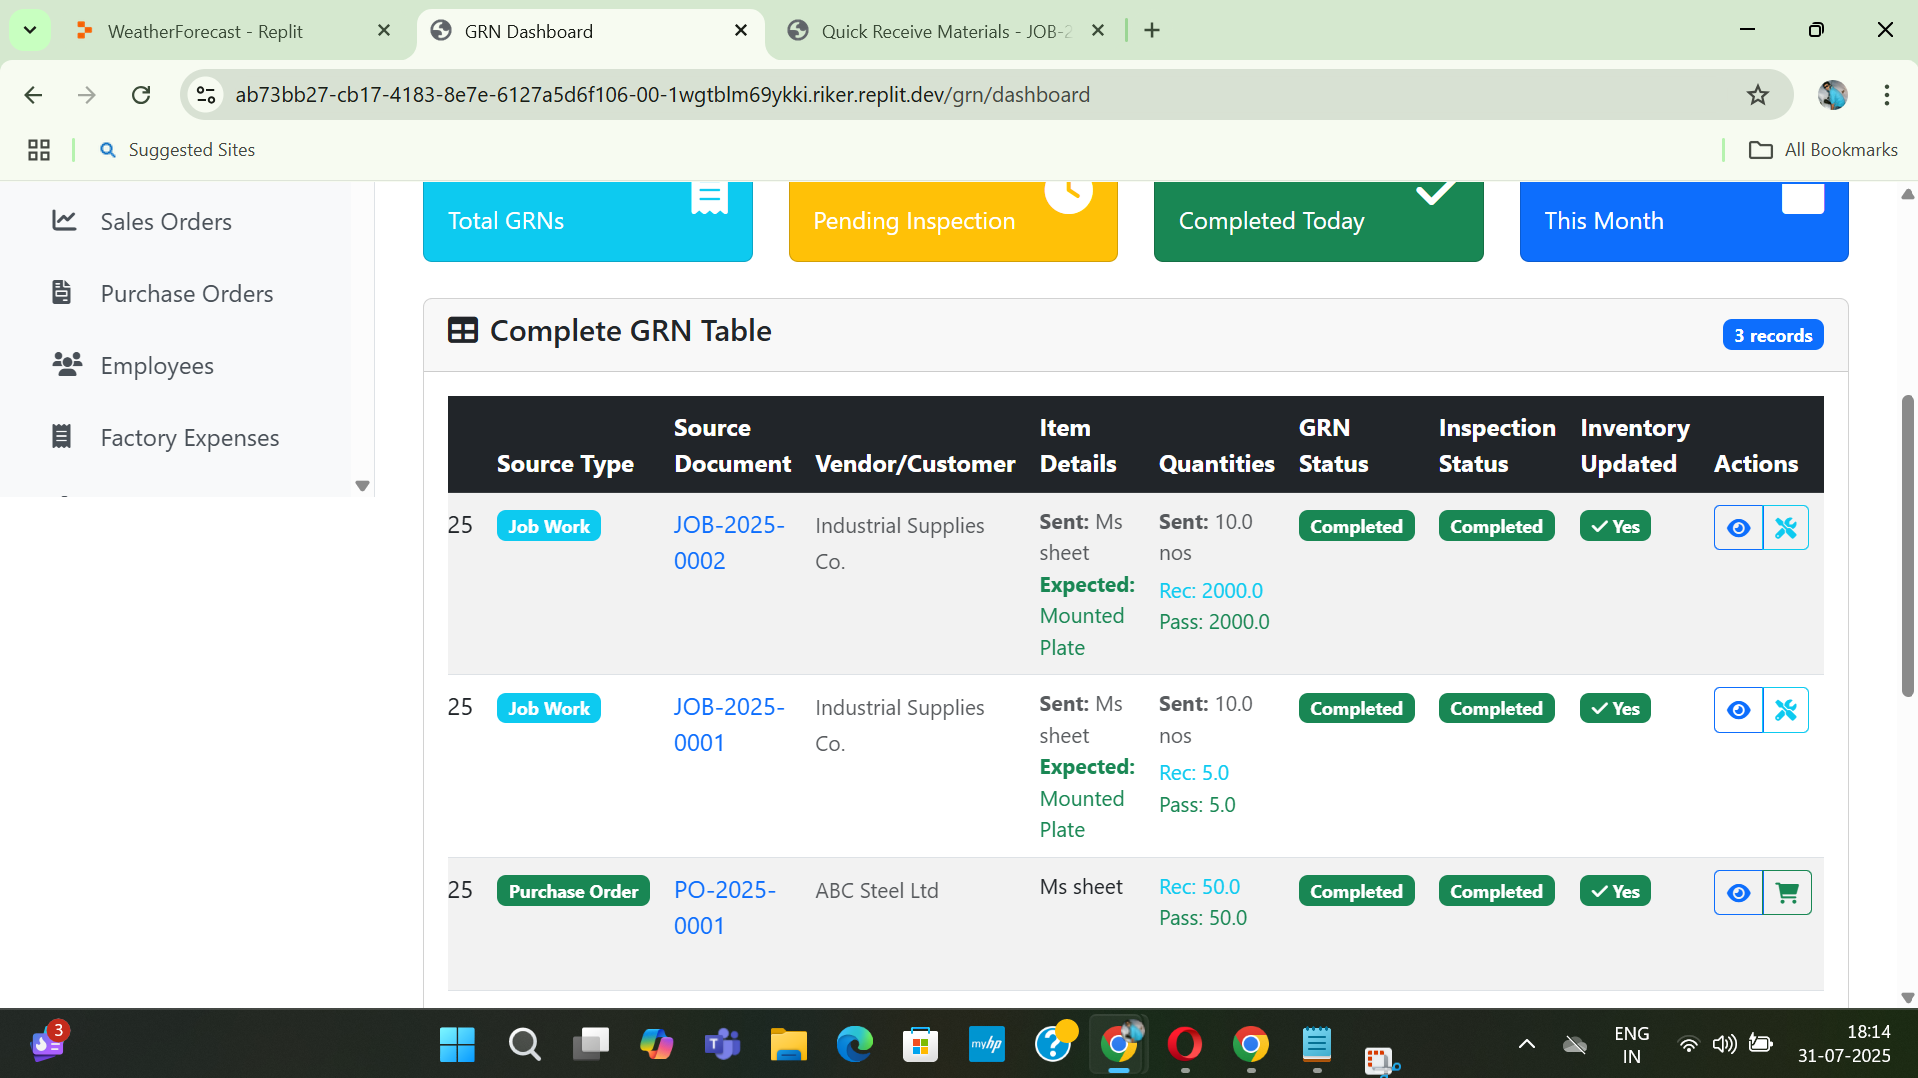 WeatherForecast - Replit
GRN Dashboard
Quick Receive Materials - JOB-2
ab73bb27-cb17-4183-8e7e-6127a5d6f106-00-1wgtblm69ykki.riker.replit.dev/grn/dashboard
Suggested Sites
All Bookmarks
Sales Orders
Purchase Orders
Employees
Factory Expenses
Total GRNs
Pending Inspection
Completed Today
This Month
Complete GRN Table
3 records
Source Type
Source
Document
Vendor/Customer
Item
Details
Quantities
GRN
Status
Inspection
Status
Inventory
Updated
Actions
25
Job Work
JOB-2025-
0002
Industrial Supplies
Co.
Sent: Ms
sheet
Expected:
Mounted
Plate
Sent: 10.0
nos
Rec: 2000.0
Pass: 2000.0
Completed
Completed
Yes
25
Job Work
JOB-2025-
0001
Industrial Supplies
Co.
Sent: Ms
sheet
Expected:
Mounted
Plate
Sent: 10.0
nos
Rec: 5.0
Pass: 5.0
Completed
Completed
Yes
25
Purchase Order
PO-2025-
0001
ABC Steel Ltd
Ms sheet
Rec: 50.0
Pass: 50.0
Completed
Completed
Yes
3
myhp
ENG
IN
18:14
31-07-2025